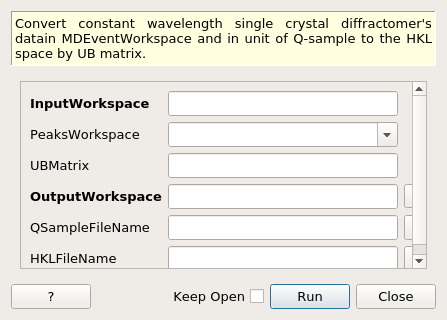 Convert constant wavelength single crystal diffractomer's
datain MDEventWorkspace and in unit of Q-sample to the HKL
space by UB matrix.
InputWorkspace
PeaksWorkspace
UBMatrix
OutputWorkspace
QSampleFileName
HKLFileName
? Keep Open Run Close